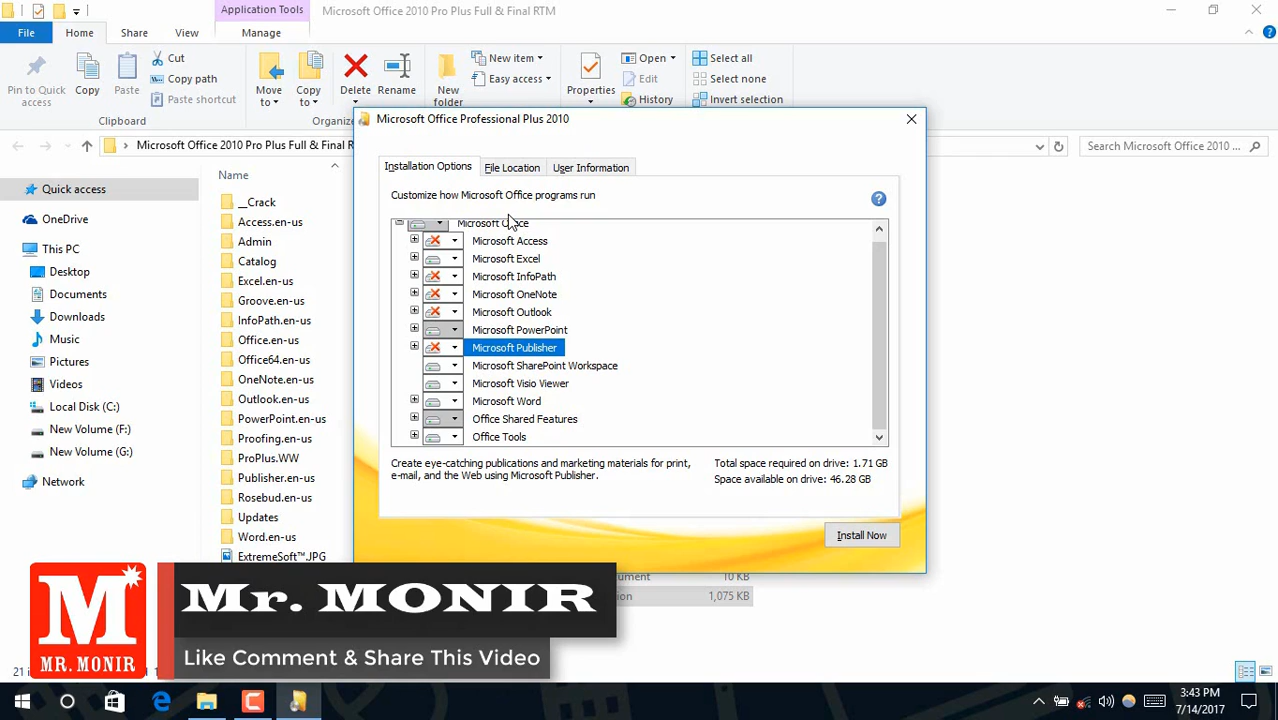 Application Tools
Microsoft Office 2010 Pro Plus Full & Final RTM
File
Home
Share
View
Manage
Pin to Quick access
Copy
Paste
Cut
Copy path
Paste shortcut
Clipboard
Move to
Copy to
Delete
Rename
Organiz
New folder
New item
Easy access
Properties
Open
Edit
History
Select all
Select none
Invert selection
Microsoft Office 2010 Pro Plus Full & Final R
Search Microsoft Office 2010 ...
Quick access
OneDrive
This PC
Desktop
Documents
Downloads
Music
Pictures
Videos
Local Disk (C:)
New Volume (F:)
New Volume (G:)
Network
Name
__Crack
Access.en-us
Admin
Catalog
Excel.en-us
Groove.en-us
InfoPath.en-us
Office.en-us
Office64.en-us
OneNote.en-us
Outlook.en-us
PowerPoint.en-us
Proofing.en-us
ProPlus.WW
Publisher.en-us
Rosebud.en-us
Updates
Word.en-us
ExtremeSoft™.JPG
Microsoft Office Professional Plus 2010
Installation Options
File Location
User Information
Customize how Microsoft Office programs run
Microsoft Office
Microsoft Access
Microsoft Excel
Microsoft InfoPath
Microsoft OneNote
Microsoft Outlook
Microsoft PowerPoint
Microsoft Publisher
Microsoft SharePoint Workspace
Microsoft Visio Viewer
Microsoft Word
Office Shared Features
Office Tools
Create eye-catching publications and marketing materials for print,
e-mail, and the Web using Microsoft Publisher.
Total space required on drive: 1.71 GB
Space available on drive: 46.28 GB
Install Now
10 KB
1,075 KB
M
MR. MONIR
Mr. MONIR
Like Comment & Share This Video
21 i
3:43 PM
7/14/2017